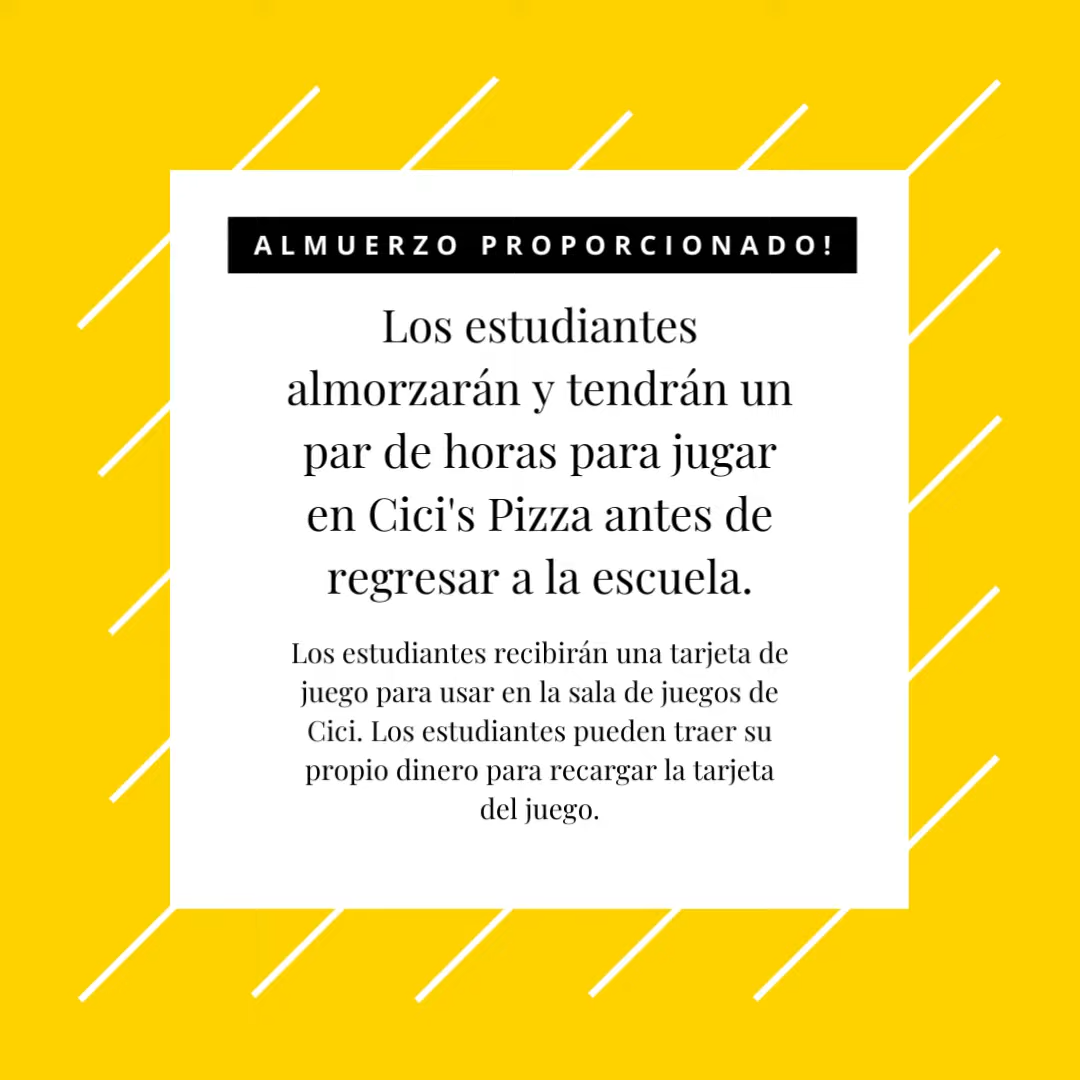 ALMUERZO PROPORCIONADO!
Los estudiantes
almorzarán y tendrán un
par de horas para jugar
en Cici's Pizza antes de
regresar a la escuela.
Los estudiantes recibirán una tarjeta de
juego para usar en la sala de juegos de
Cici. Los estudiantes pueden traer su
propio dinero para recargar la tarjeta
del juego.